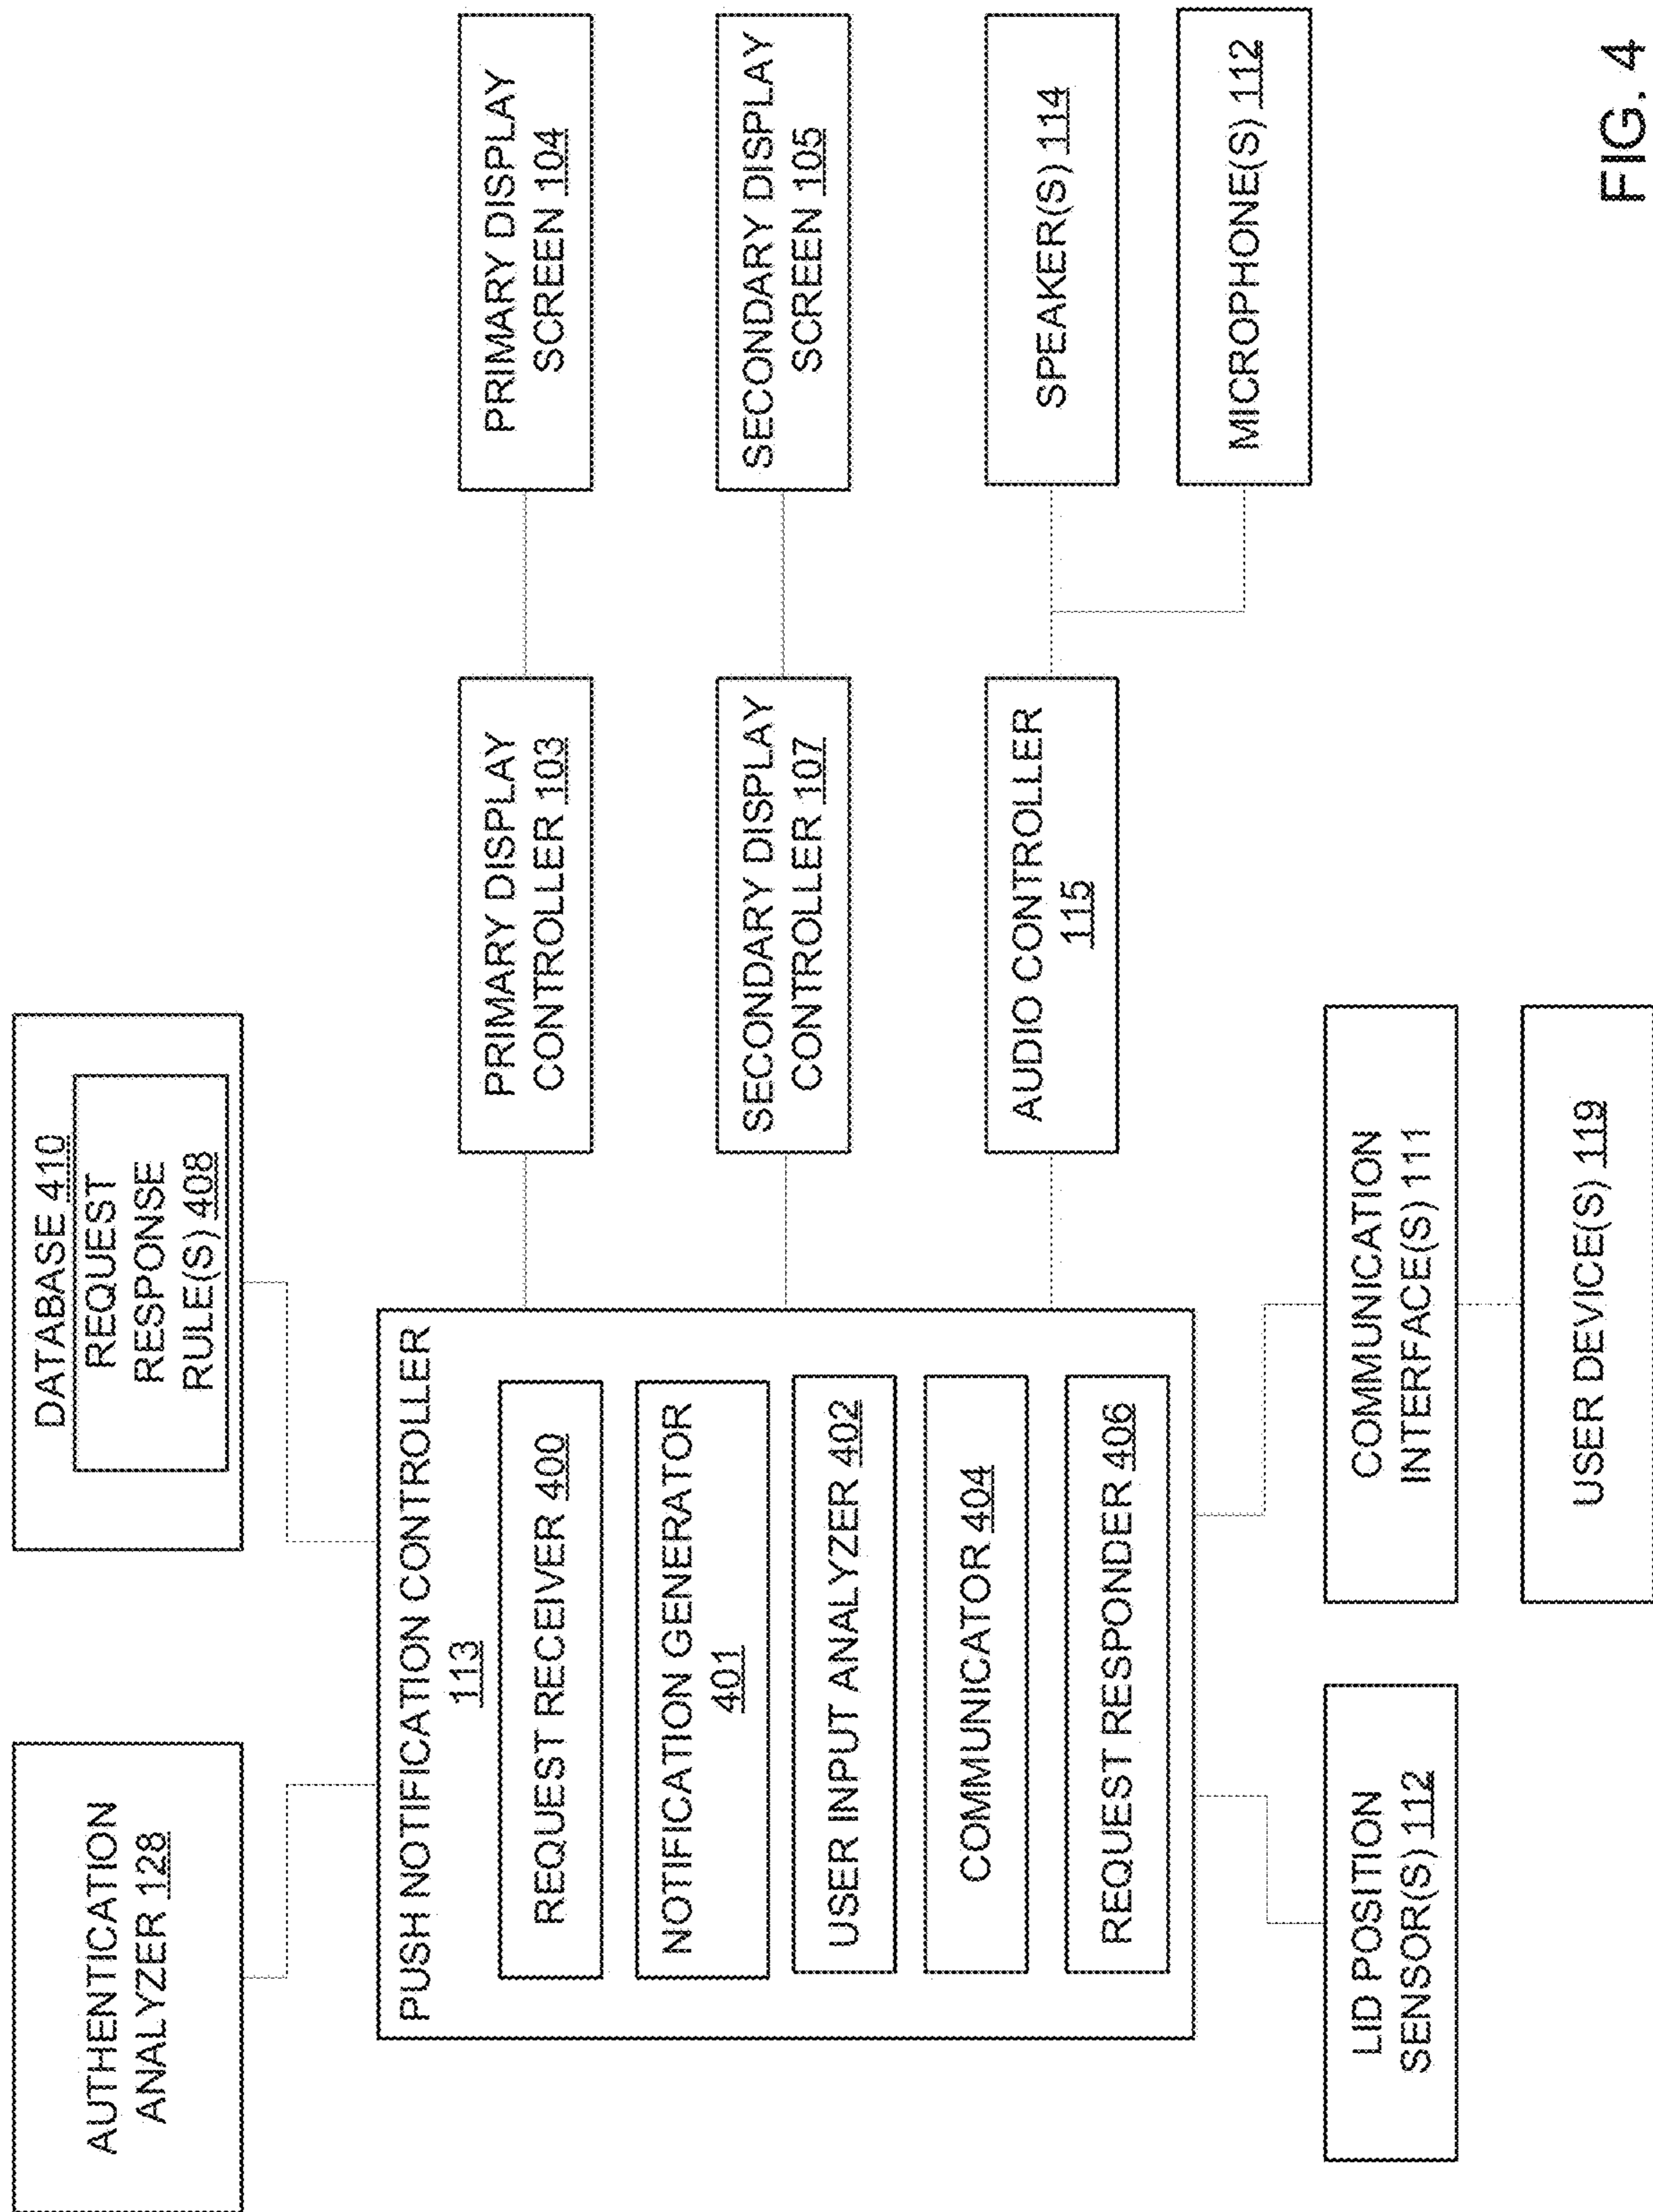 AUTHENTICATION
ANALYZER 128
DATABASE 410
REQUEST
RESPONSE
RULE(S) 408
PUSH NOTIFICATION CONTROLLER
113
REQUEST RECEIVER 400
NOTIFICATION GENERATOR
401
USER INPUT ANALYZER 402
COMMUNICATOR 404
REQUEST RESPONDER 406
PRIMARY DISPLAY
CONTROLLER 103
PRIMARY DISPLAY
SCREEN 104
SECONDARY DISPLAY
CONTROLLER 107
SECONDARY DISPLAY
SCREEN 105
AUDIO CONTROLLER
115
SPEAKER(S) 114
MICROPHONE(S) 112
LID POSITION
SENSOR(S) 112
COMMUNICATION
INTERFACE(S) 111
USER DEVICE(S) 119
FIG. 4